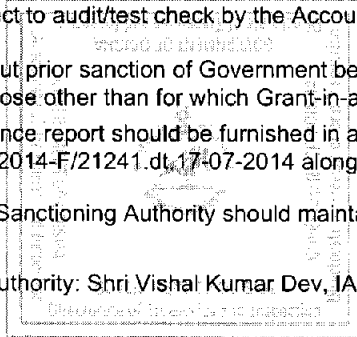 ect to audit/test check by the Accou
ut prior sanction of Government be
ose other than for which Grant-in-a
nce report should be furnished in a
2014-F/21241.dt.17-07-2014 along
Sanctioning Authority should mainta
uthority: Shri Vishal Kumar Dev, IA